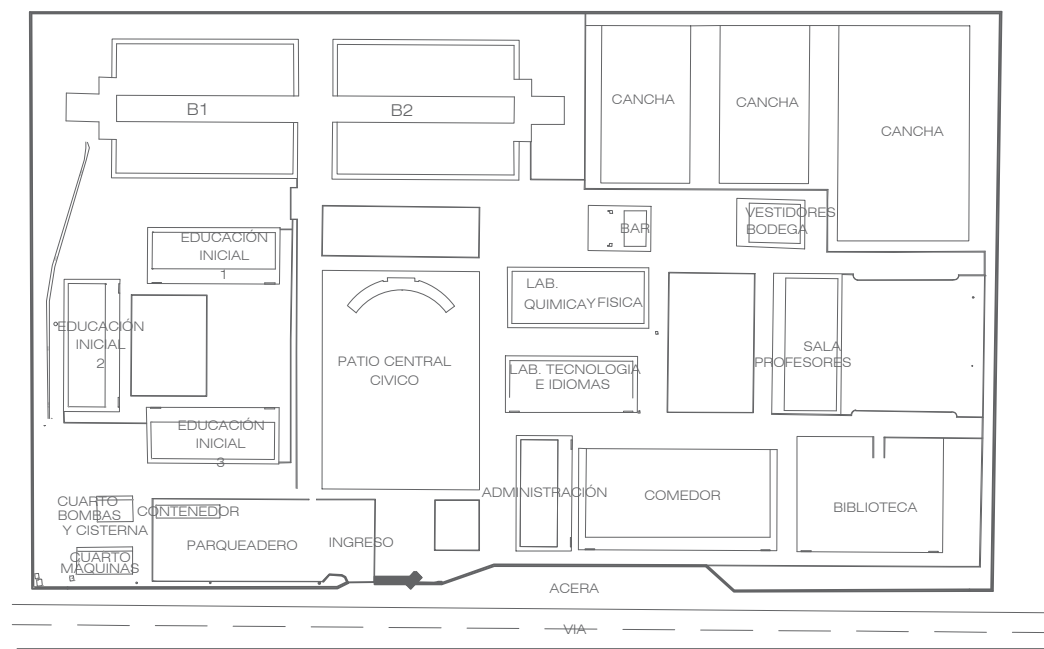 B1
B2
CANCHA
CANCHA
CANCHA
EDUCACIÓN
INICIAL
1
BAR
VESTIDORES
BODEGA
LAB.
QUIMICAYFISICA
EDUCACIÓN
INICIAL
2
PATIO CENTRAL
CIVICO
LAB. TECNOLOGIA
E IDIOMAS
SALA
PROFESORES
EDUCACIÓN
INICIAL
3
CUARTO
BOMBAS
Y CISTERNA
CONTENEDOR
PARQUEADERO
INGRESO
ADMINISTRACIÓN
COMEDOR
BIBLIOTECA
CUARTO
MAQUINAS
ACERA
VIA